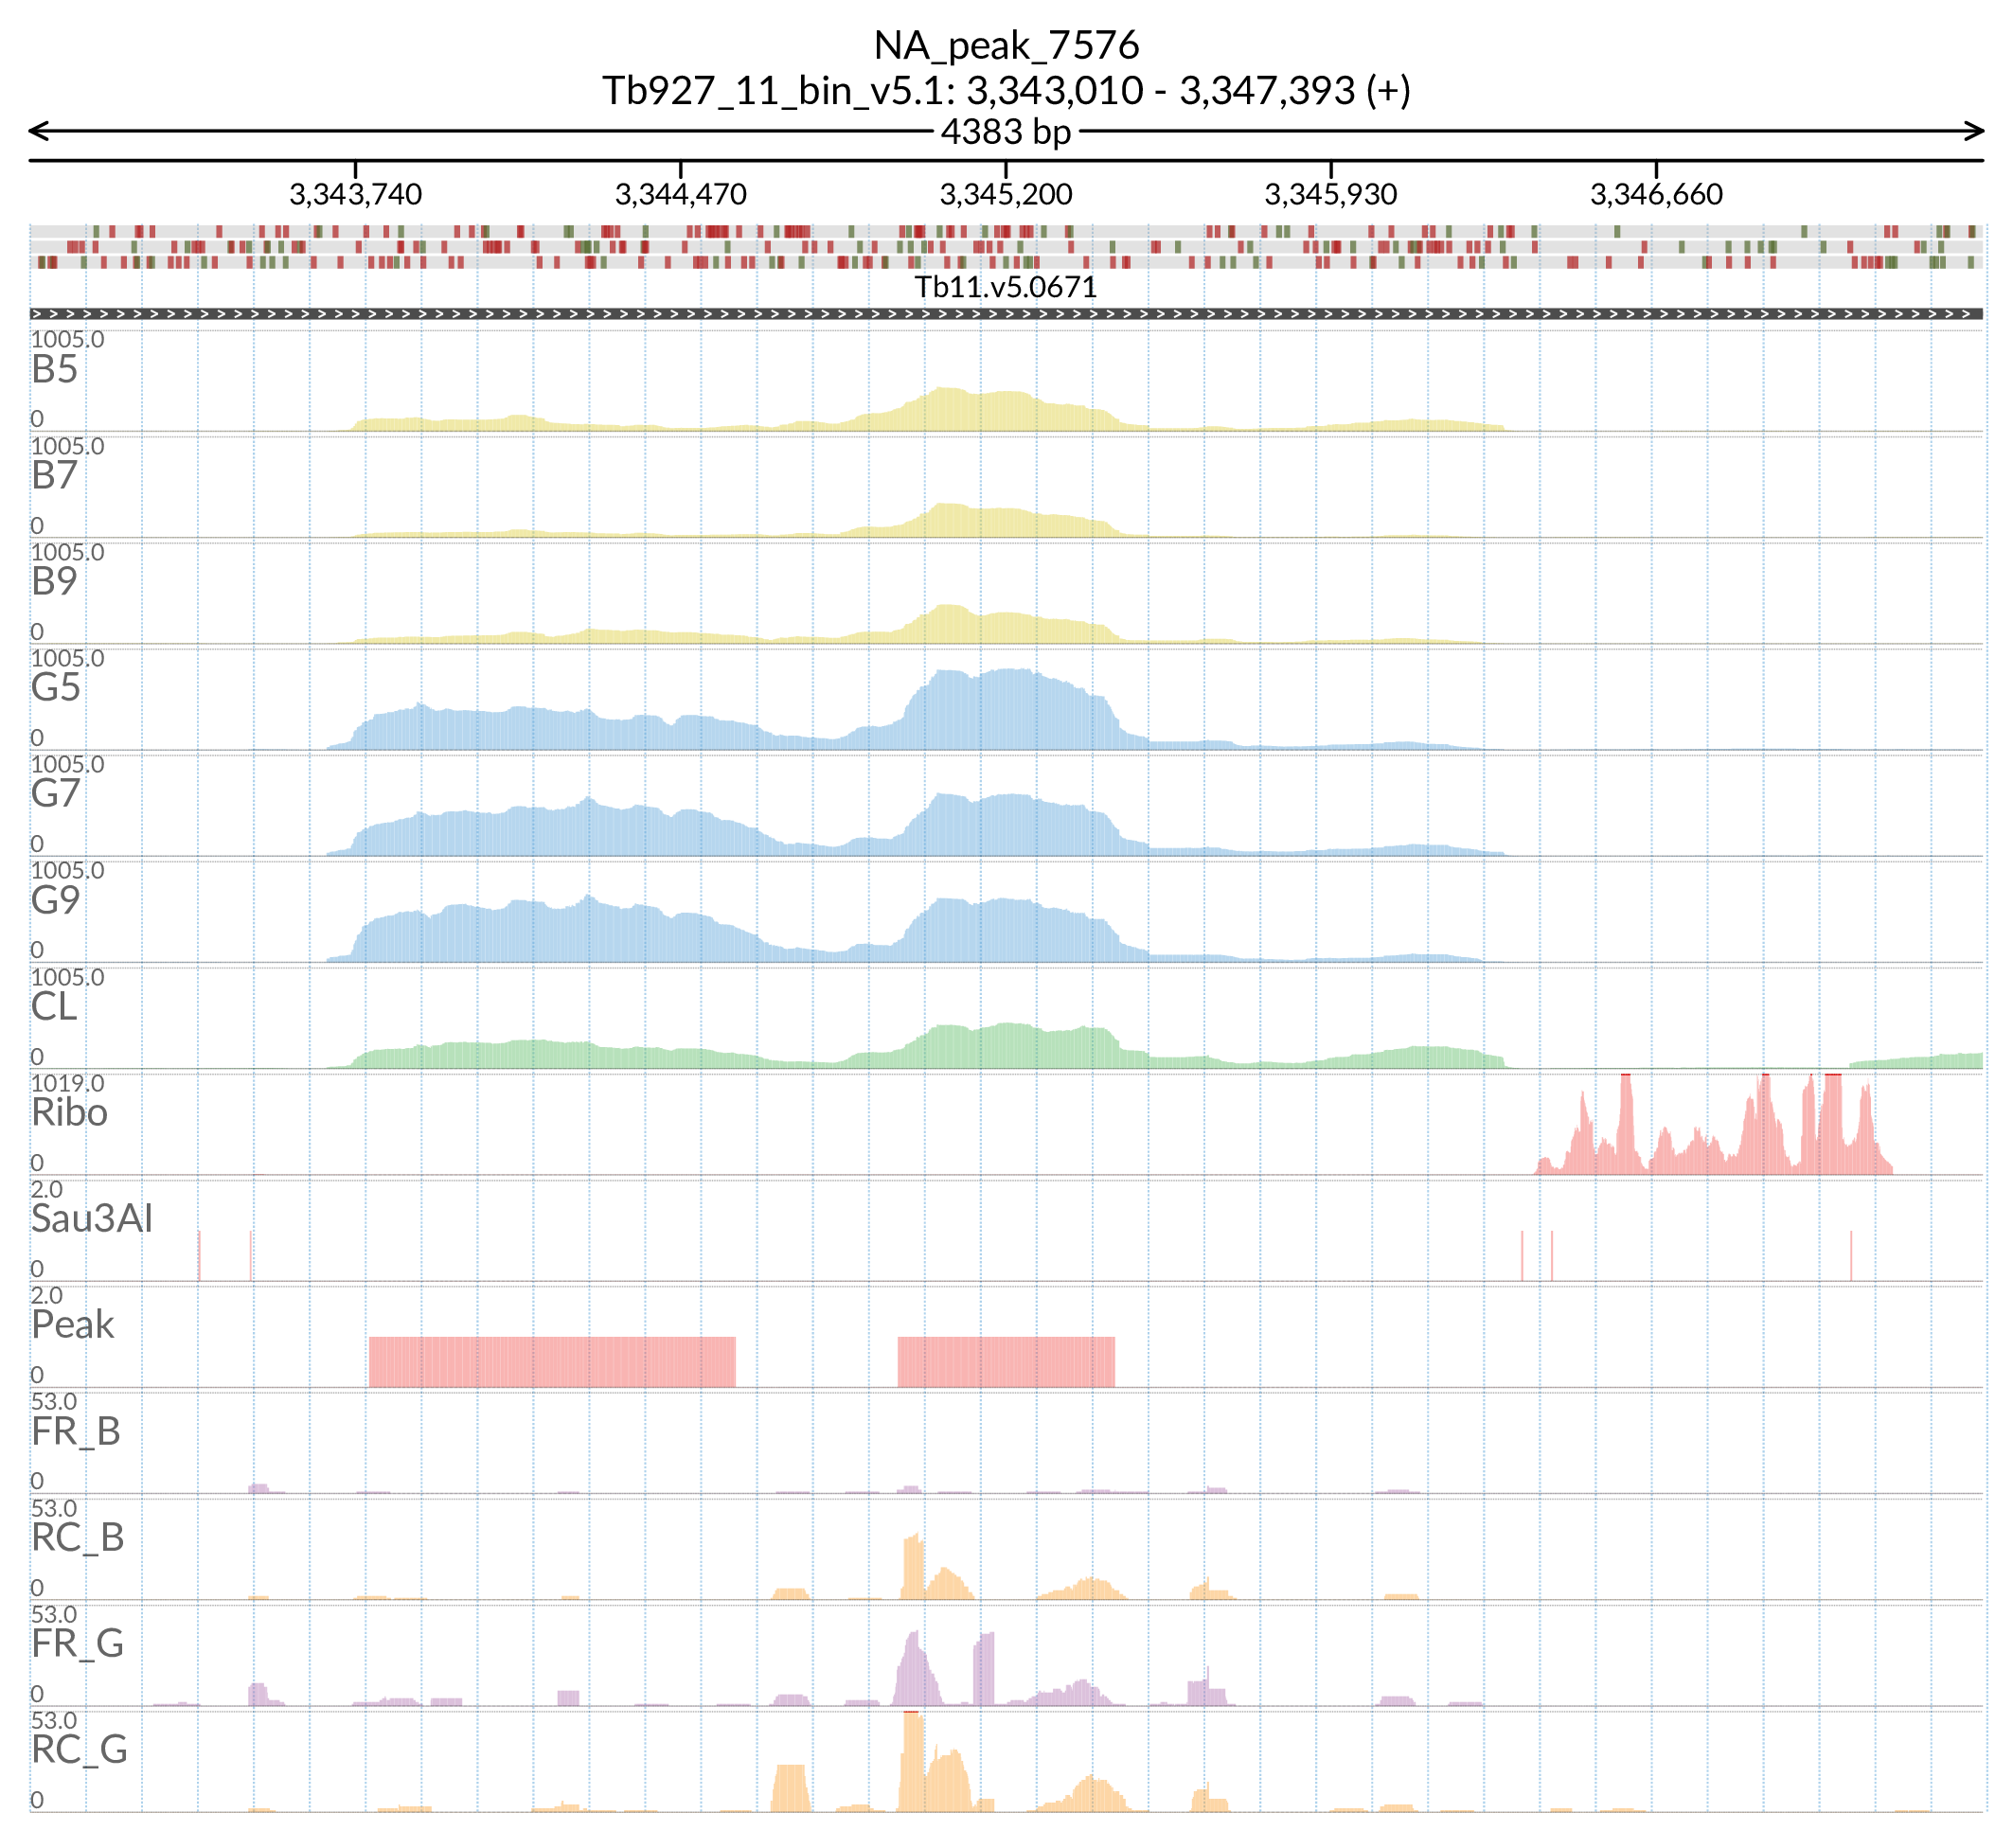 NA_peak_7576
Tb927_11_bin_v5.1: 3,343,010 - 3,347,393 (+)
4383 bp
3,343,740 3,344,470 3,345,200 3,345,930 3,346,660
Tb11.v5.0671
1005.0
B5
0
1005.0
B7
0
1005.0
B9
0
1005.0
G5
0
1005.0
G7
0
1005.0
G9
0
1005.0
CL
0
1019.0
Ribo
0
2.0
Sau3AI
0
2.0
Peak
0
53.0
FR_B
0
53.0
RC_B
0
53.0
FR_G
0
53.0
RC_G
0